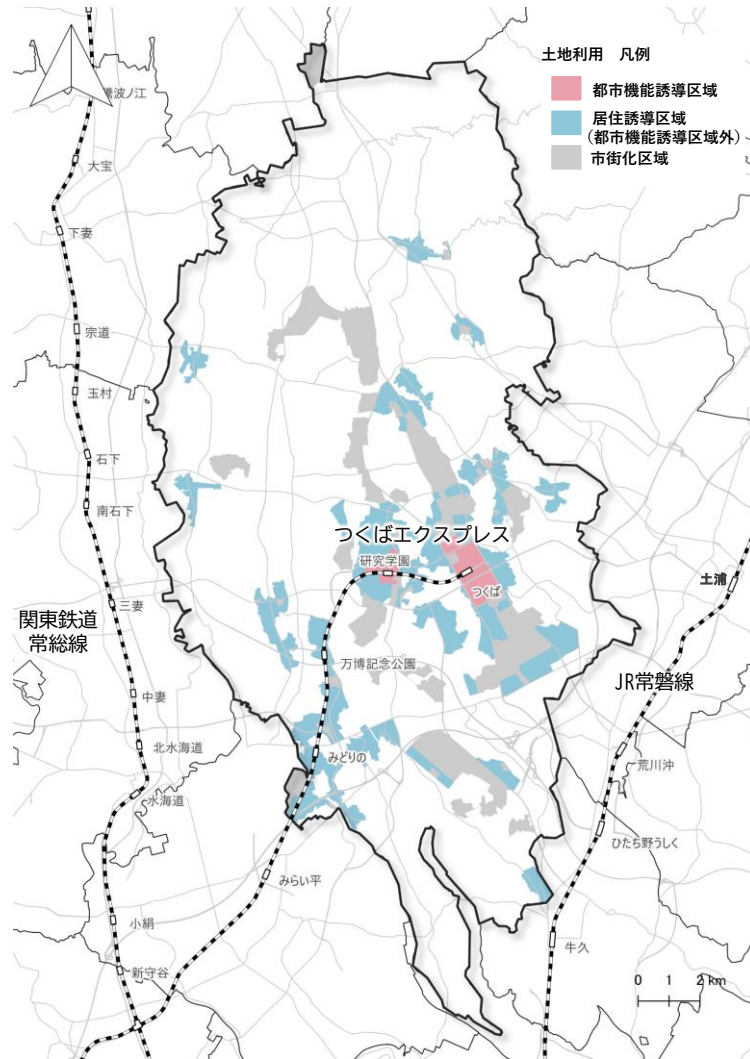 土地利用 凡例
都市機能誘導区域
居住誘導区域
(都市機能誘導区域外)
市街化区域
騰波ノ江
大宝
下妻
宗道
玉村
石下
南石下
つくばエクスプレス
研究学園
つくば
土浦
三妻
関東鉄道
常総線
万博記念公園
JR常磐線
中妻
北水海道
みどりの
荒川沖
水海道
ひたち野うしく
みらい平
小絹
牛久
新守谷
0 1 2 km